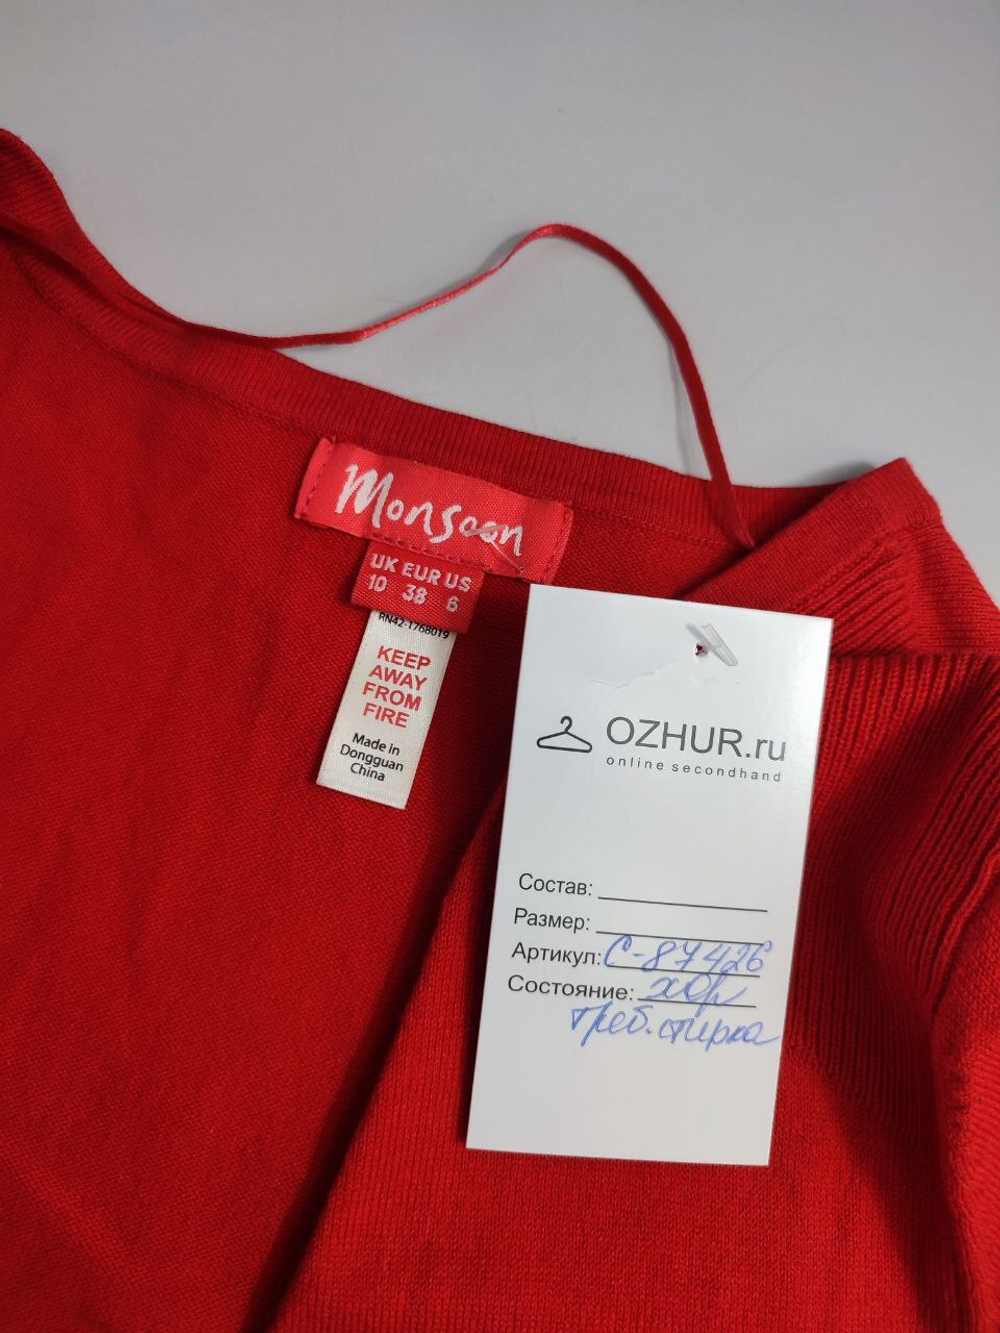 Monsoon
UK EUR US
10 38 6
RN42-1768019
KEEP
AWAY
FROM
FIRE
Made in
Dongguan
China
OZHUR.ru
online secondhand
Состав:
Размер:
Артикул: С-87426
Состояние: хор
треб. стирка